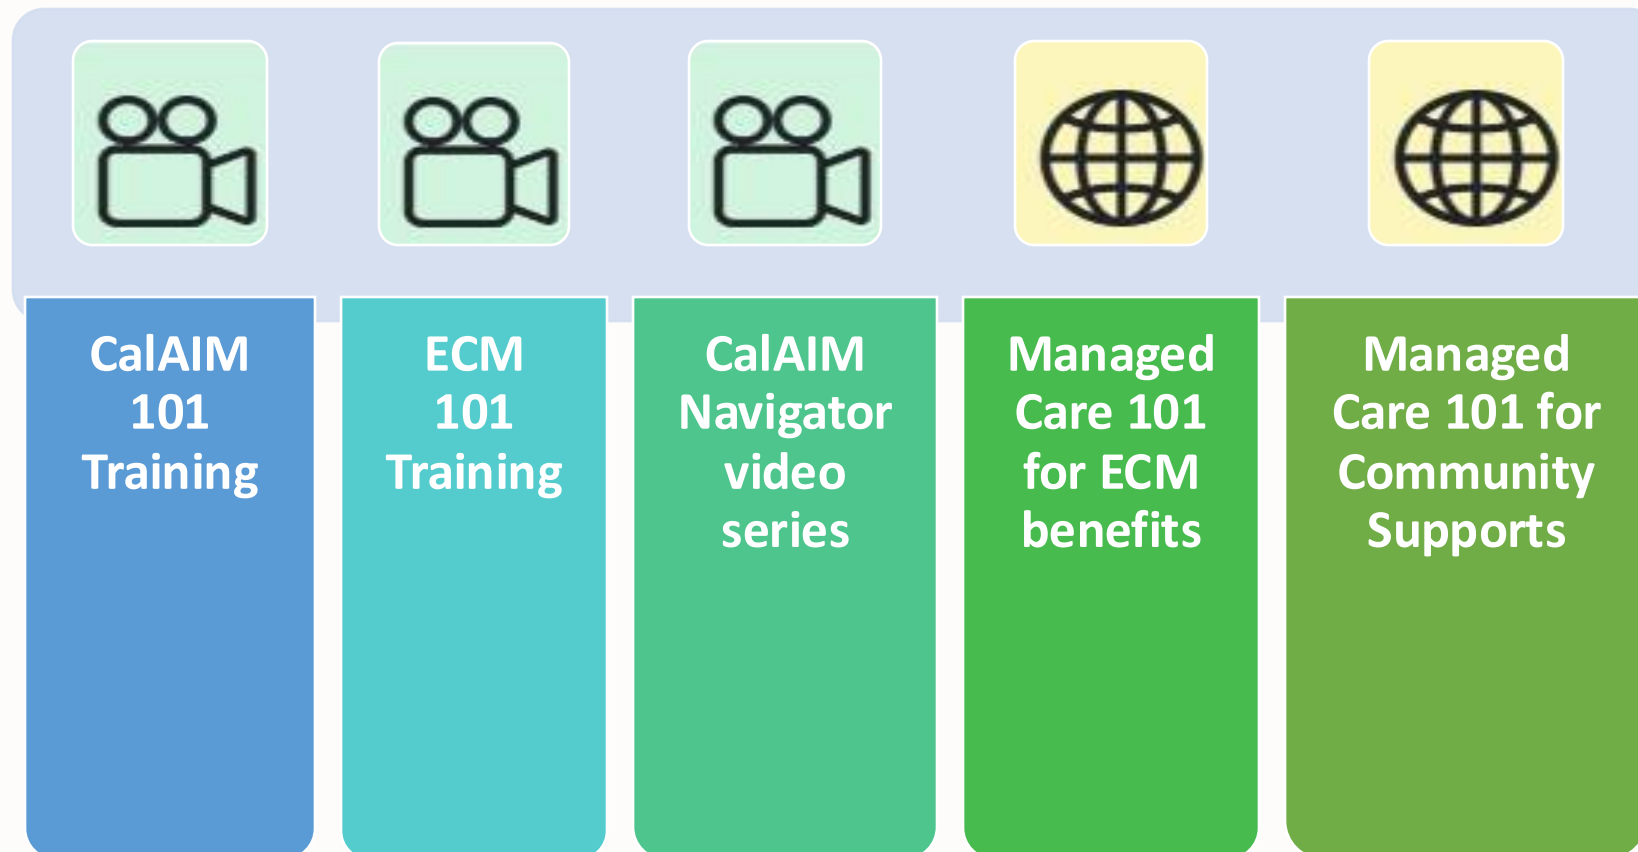 CalAIM
101
Training
ECM
101
Training
CalAIM
Navigator
video
series
Managed
Care 101
for ECM
benefits
Managed
Care 101 for
Community
Supports